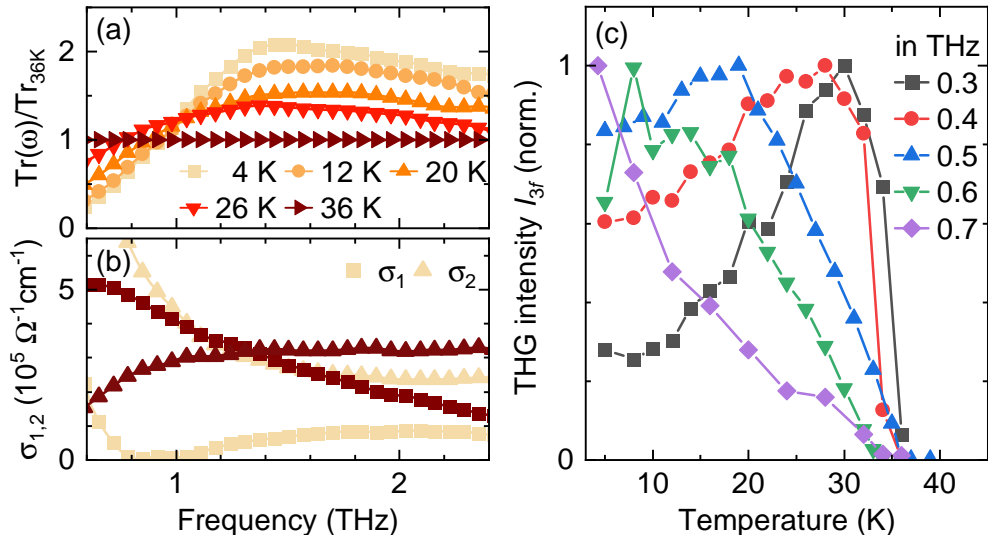 (a)
Tr(ω)/Tr36K
2
1
0
4 K 12 K 20 K
26 K 36 K
(b)
σ1 σ2
σ1,2 (10⁵ Ω⁻¹cm⁻¹)
5
0
1 2
Frequency (THz)
(c)
in THz
0.3
0.4
0.5
0.6
0.7
THG intensity I3f (norm.)
1
0
10 20 30 40
Temperature (K)